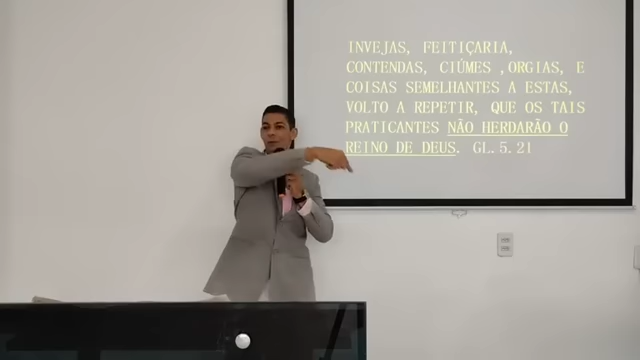 INVEJAS, FEITIÇARIA,
CONTENDAS, CIÚMES ,ORGIAS, E
COISAS SEMELHANTES A ESTAS,
VOLTO A REPETIR, QUE OS TAIS
PRATICANTES NÃO HERDARÃO O
REINO DE DEUS. GL.5.21